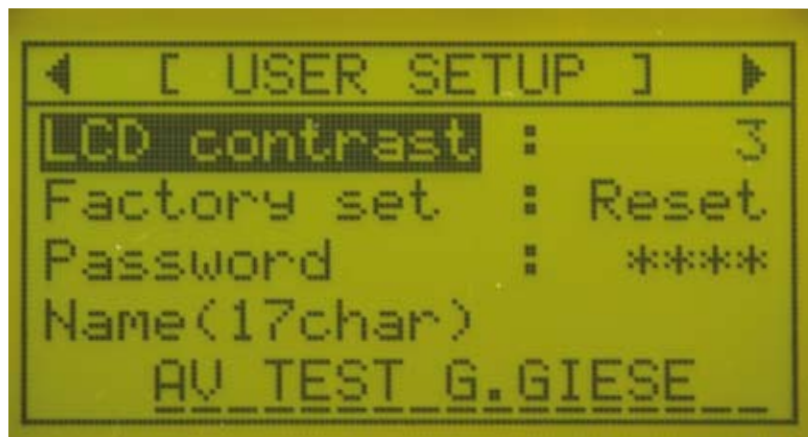 [ USER SETUP ]
LCD contrast : 3
Factory set : Reset
Password : ****
Name(17char)
AV_TEST_G.GIESE__